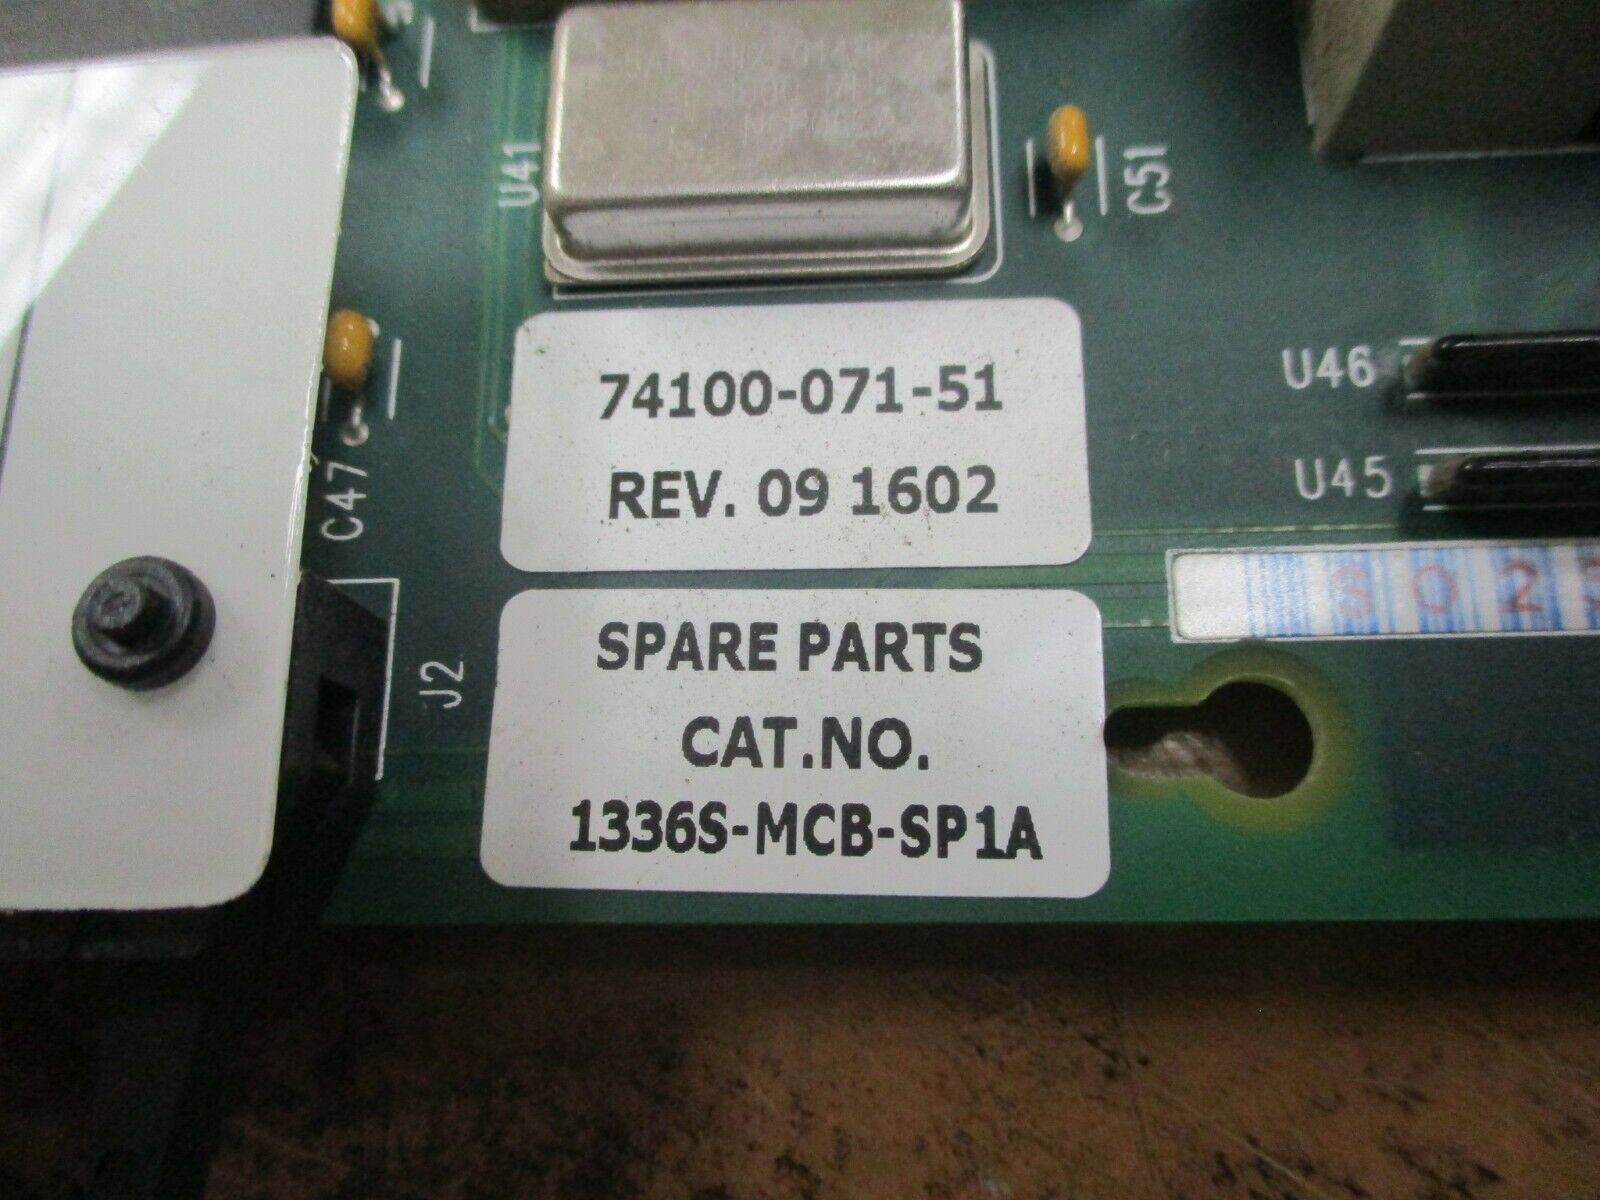 U41
C51
74100-071-51
REV. 09 1602
U46
U45
C47
S023
J2
SPARE PARTS
CAT.NO.
1336S-MCB-SP1A